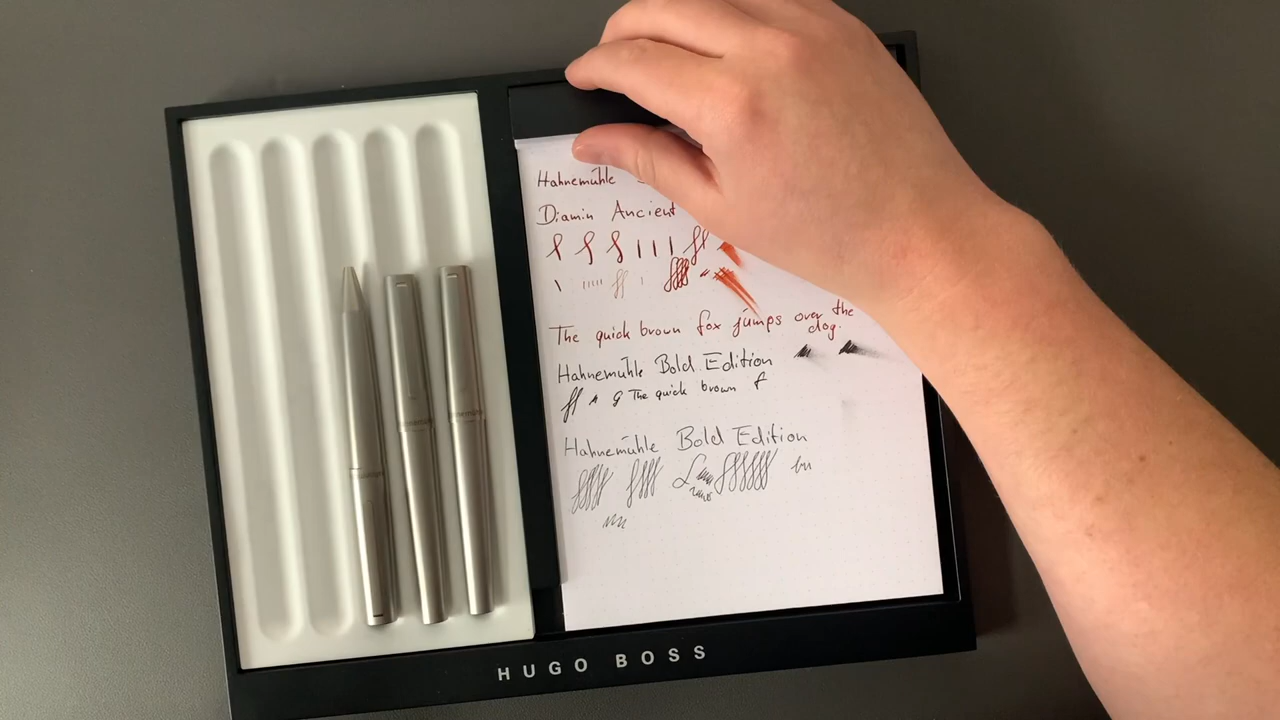 Hahnemühle
Diamin Ancient
The quick brown fox jumps over the
dog.
Hahnemühle Bold Edition
The quick brown f
Hahnemühle Bold Edition
HUGO BOSS